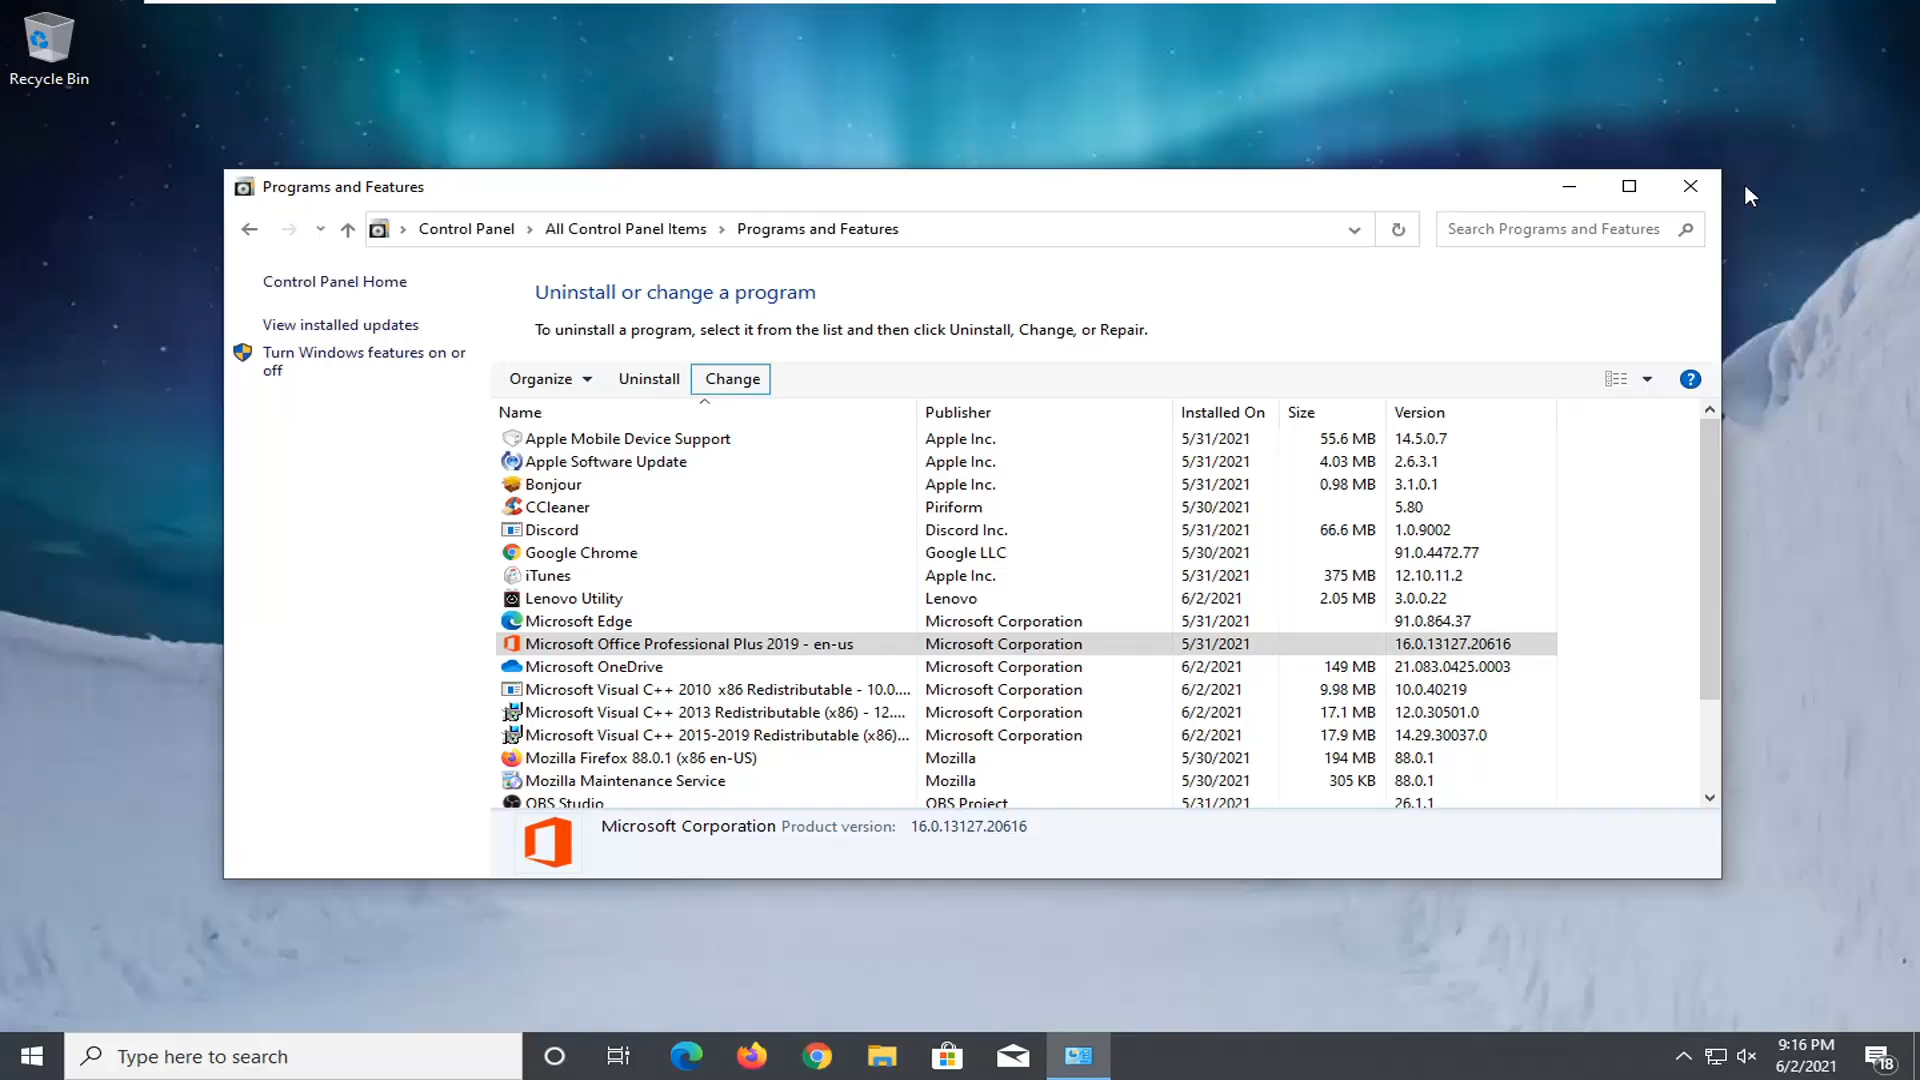 Recycle Bin
Programs and Features
Control Panel All Control Panel Items Programs and Features
Search Programs and Features
Control Panel Home
View installed updates
Turn Windows features on or
off
Uninstall or change a program
To uninstall a program, select it from the list and then click Uninstall, Change, or Repair.
Organize Uninstall Change
Name Publisher Installed On Size Version
Apple Mobile Device Support Apple Inc. 5/31/2021 55.6 MB 14.5.0.7
Apple Software Update Apple Inc. 5/31/2021 4.03 MB 2.6.3.1
Bonjour Apple Inc. 5/31/2021 0.98 MB 3.1.0.1
CCleaner Piriform 5/30/2021 5.80
Discord Discord Inc. 5/31/2021 66.6 MB 1.0.9002
Google Chrome Google LLC 5/30/2021 91.0.4472.77
iTunes Apple Inc. 5/31/2021 375 MB 12.10.11.2
Lenovo Utility Lenovo 6/2/2021 2.05 MB 3.0.0.22
Microsoft Edge Microsoft Corporation 5/31/2021 91.0.864.37
Microsoft Office Professional Plus 2019 - en-us Microsoft Corporation 5/31/2021 16.0.13127.20616
Microsoft OneDrive Microsoft Corporation 6/2/2021 149 MB 21.083.0425.0003
Microsoft Visual C++ 2010 x86 Redistributable - 10.0.... Microsoft Corporation 6/2/2021 9.98 MB 10.0.40219
Microsoft Visual C++ 2013 Redistributable (x86) - 12.... Microsoft Corporation 6/2/2021 17.1 MB 12.0.30501.0
Microsoft Visual C++ 2015-2019 Redistributable (x86)... Microsoft Corporation 6/2/2021 17.9 MB 14.29.30037.0
Mozilla Firefox 88.0.1 (x86 en-US) Mozilla 5/30/2021 194 MB 88.0.1
Mozilla Maintenance Service Mozilla 5/30/2021 305 KB 88.0.1
OBS Studio OBS Project 5/31/2021 26.1.1
Microsoft Corporation Product version: 16.0.13127.20616
Type here to search
9:16 PM
6/2/2021
18